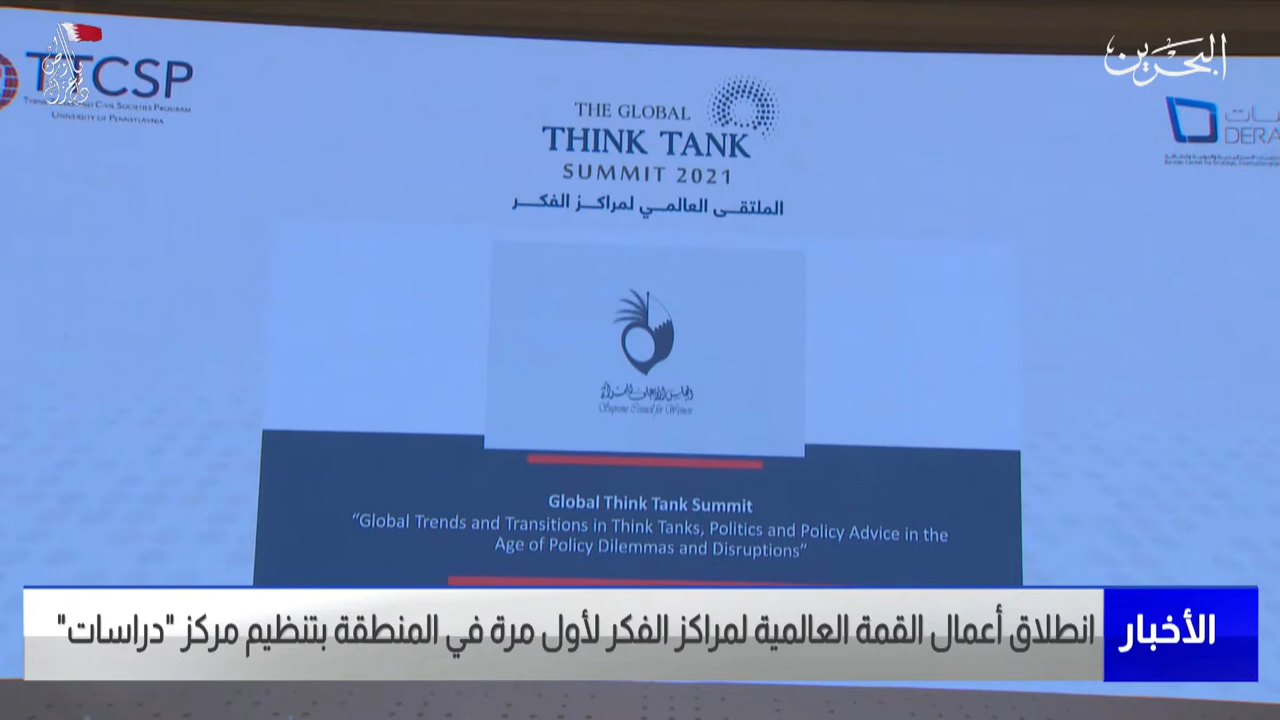 البحرين
TTCSP
UNIVERSITY OF PENNSYLVANIA
THE GLOBAL
THINK TANK
SUMMIT 2021
الملتقى العالمي لمراكز الفكر
DERA
المجلس الأعلى للمرأة
Supreme Council for Women
Global Think Tank Summit
“Global Trends and Transitions in Think Tanks, Politics and Policy Advice in the
Age of Policy Dilemmas and Disruptions”
الأخبار
انطلاق أعمال القمة العالمية لمراكز الفكر لأول مرة في المنطقة بتنظيم مركز "دراسات"